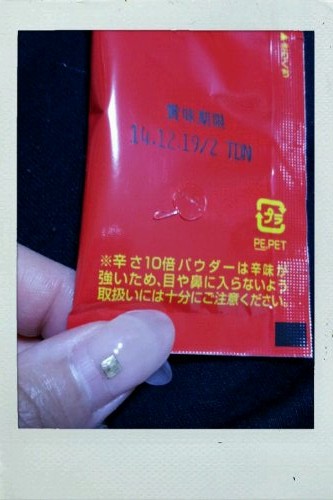 賞味期限
14.12.19/2 TUN
プラ
PE,PET
※辛さ10倍パウダーは辛味が
強いため、目や鼻に入らないよう
取扱いには十分にご注意ください。